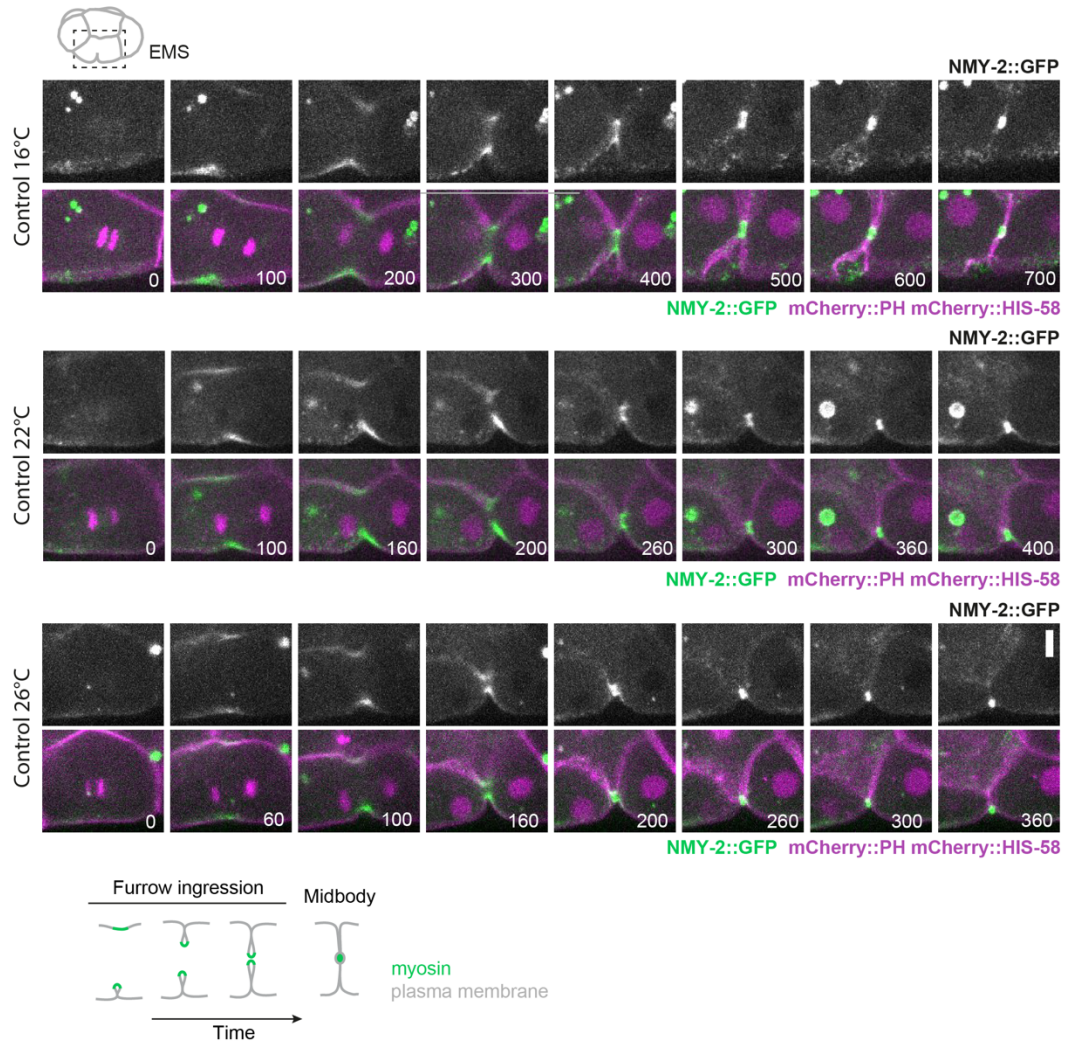 EMS
NMY-2::GFP
Control 16°C
0 100 200 300 400 500 600 700
NMY-2::GFP mCherry::PH mCherry::HIS-58
NMY-2::GFP
Control 22°C
0 100 160 200 260 300 360 400
NMY-2::GFP mCherry::PH mCherry::HIS-58
NMY-2::GFP
Control 26°C
0 60 100 160 200 260 300 360
NMY-2::GFP mCherry::PH mCherry::HIS-58
Furrow ingression Midbody
myosin
plasma membrane
Time